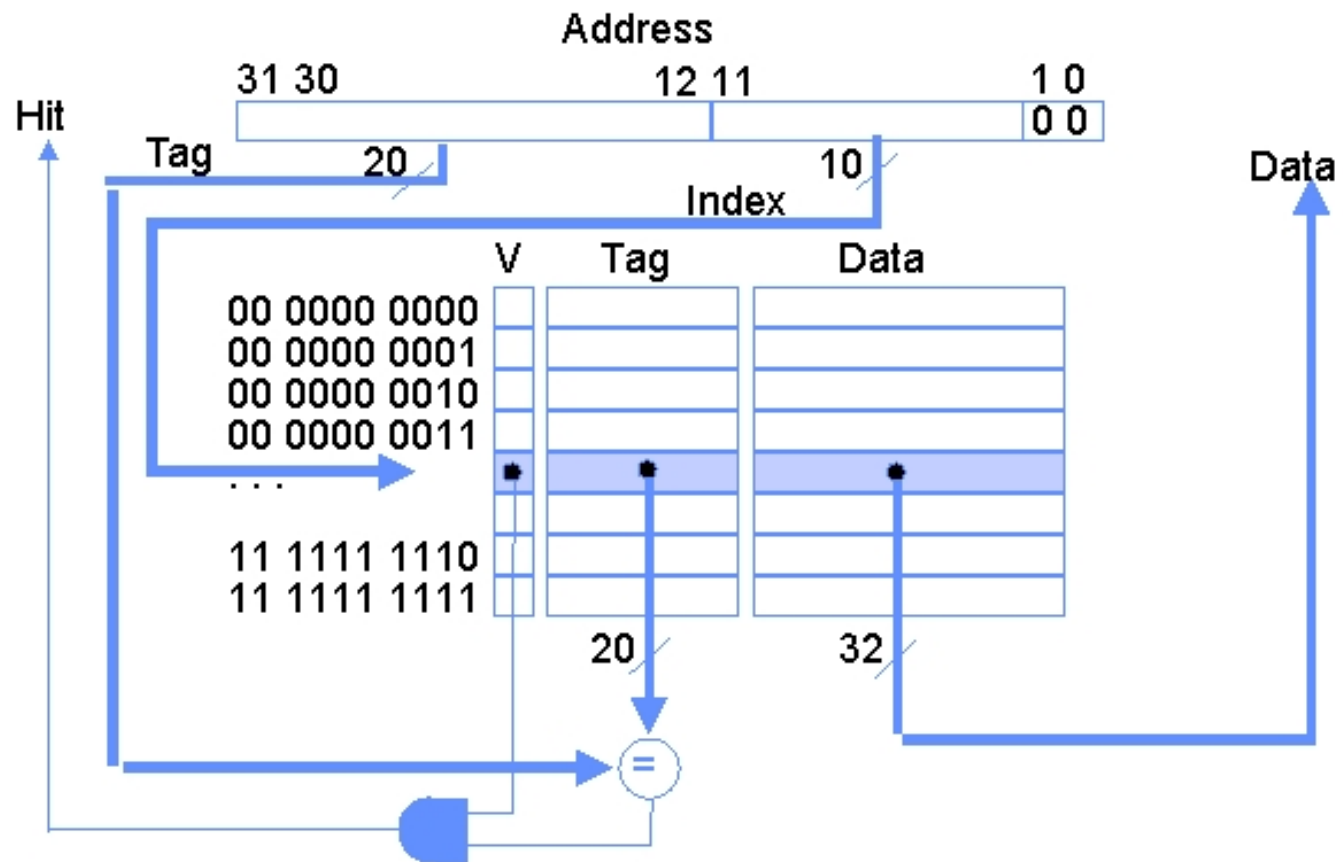 Address
31 30 12 11 1 0
Hit 0 0
Tag 20 10 Data
Index
V Tag Data
00 0000 0000
00 0000 0001
00 0000 0010
00 0000 0011
. . .
11 1111 1110
11 1111 1111
20 32
=